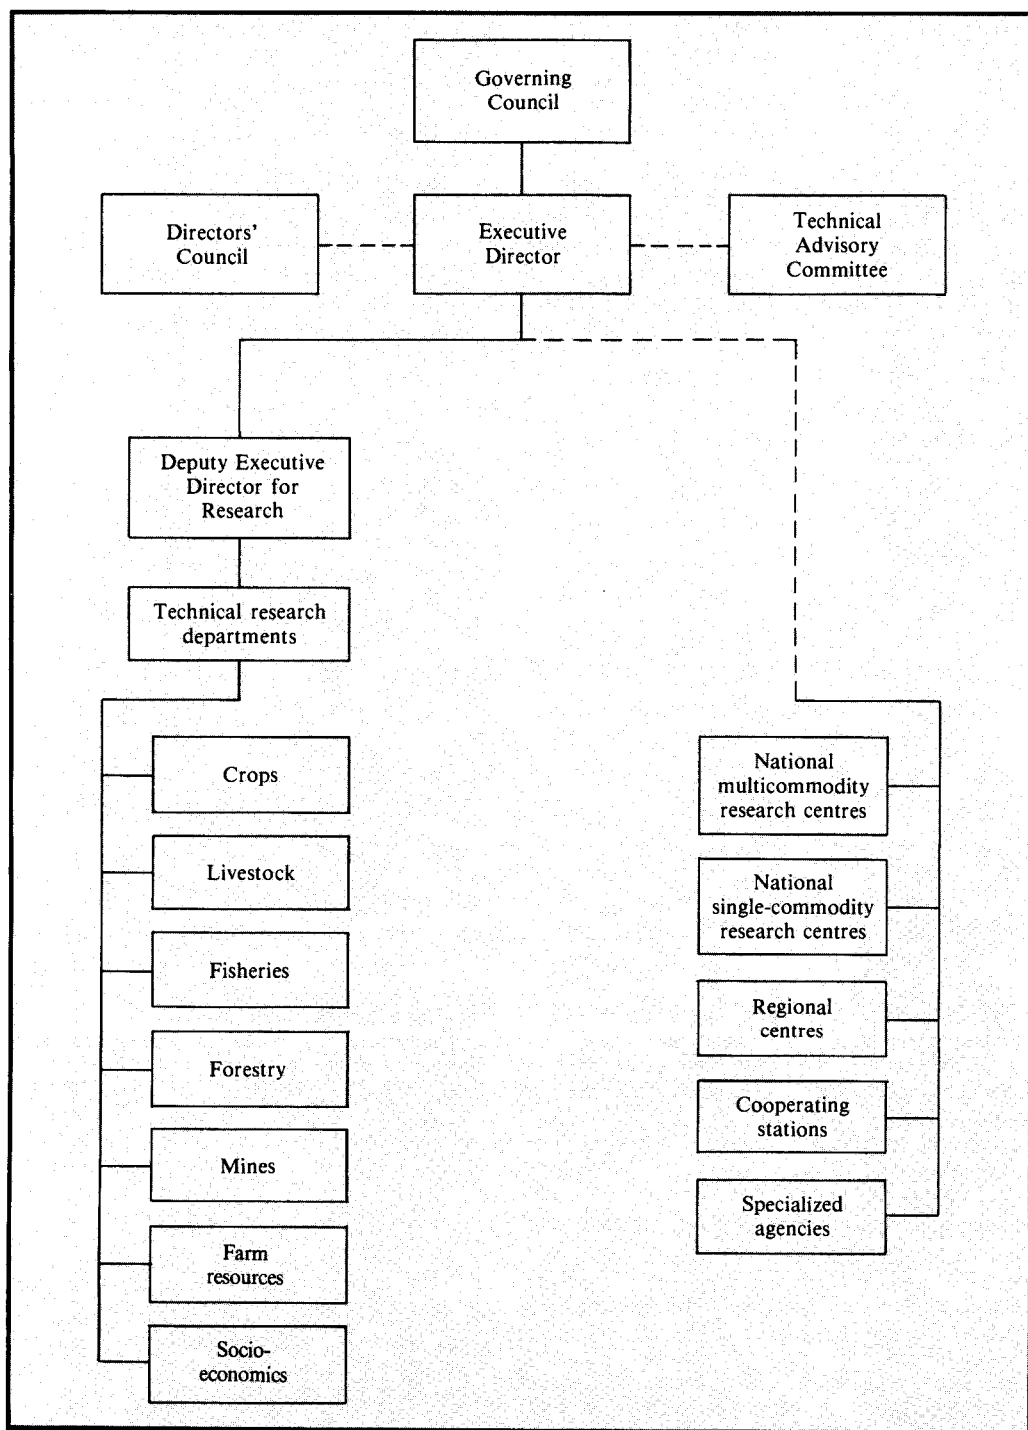 Governing
Council
Directors'
Council
Executive
Director
Technical
Advisory
Committee
Deputy Executive
Director for
Research
Technical research
departments
Crops
Livestock
Fisheries
Forestry
Mines
Farm
resources
Socio-
economics
National
multicommodity
research centres
National
single-commodity
research centres
Regional
centres
Cooperating
stations
Specialized
agencies